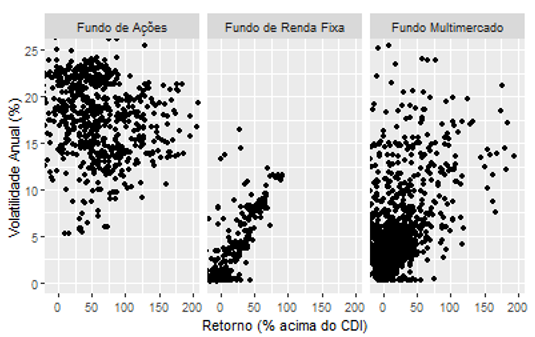 Fundo de Ações Fundo de Renda Fixa Fundo Multimercado
Volatilidade Anual (%)
25
20
15
10
5
0
0 50 100 150 200 0 50 100 150 200 0 50 100 150 200
Retorno (% acima do CDI)